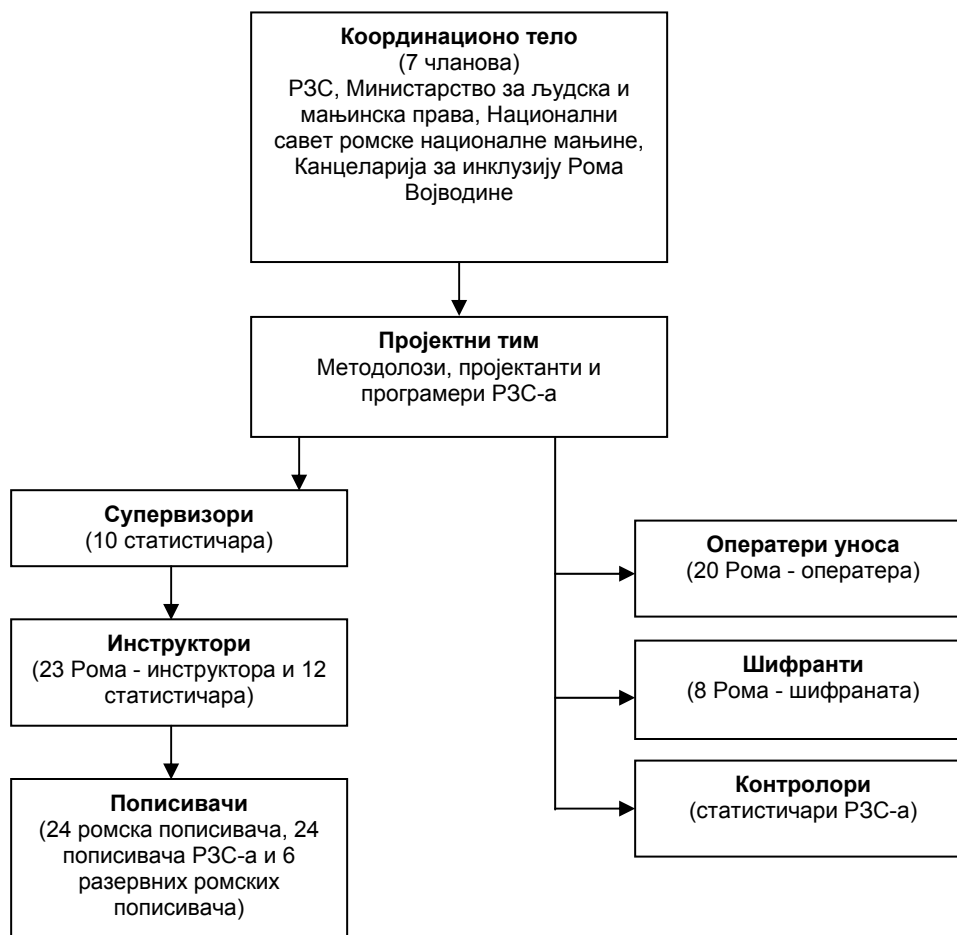 Координационо тело
(7 чланова)
РЗС, Министарство за људска и
мањинска права, Национални
савет ромске националне мањине,
Канцеларија за инклузију Рома
Војводине
Пројектни тим
Методолози, пројектанти и
програмери РЗС-а
Супервизори
(10 статистичара)
Инструктори
(23 Рома - инструктора и 12
статистичара)
Пописивачи
(24 ромска пописивача, 24
пописивача РЗС-а и 6
разервних ромских
пописивача)
Оператери уноса
(20 Рома - оператера)
Шифранти
(8 Рома - шифраната)
Контролори
(статистичари РЗС-а)